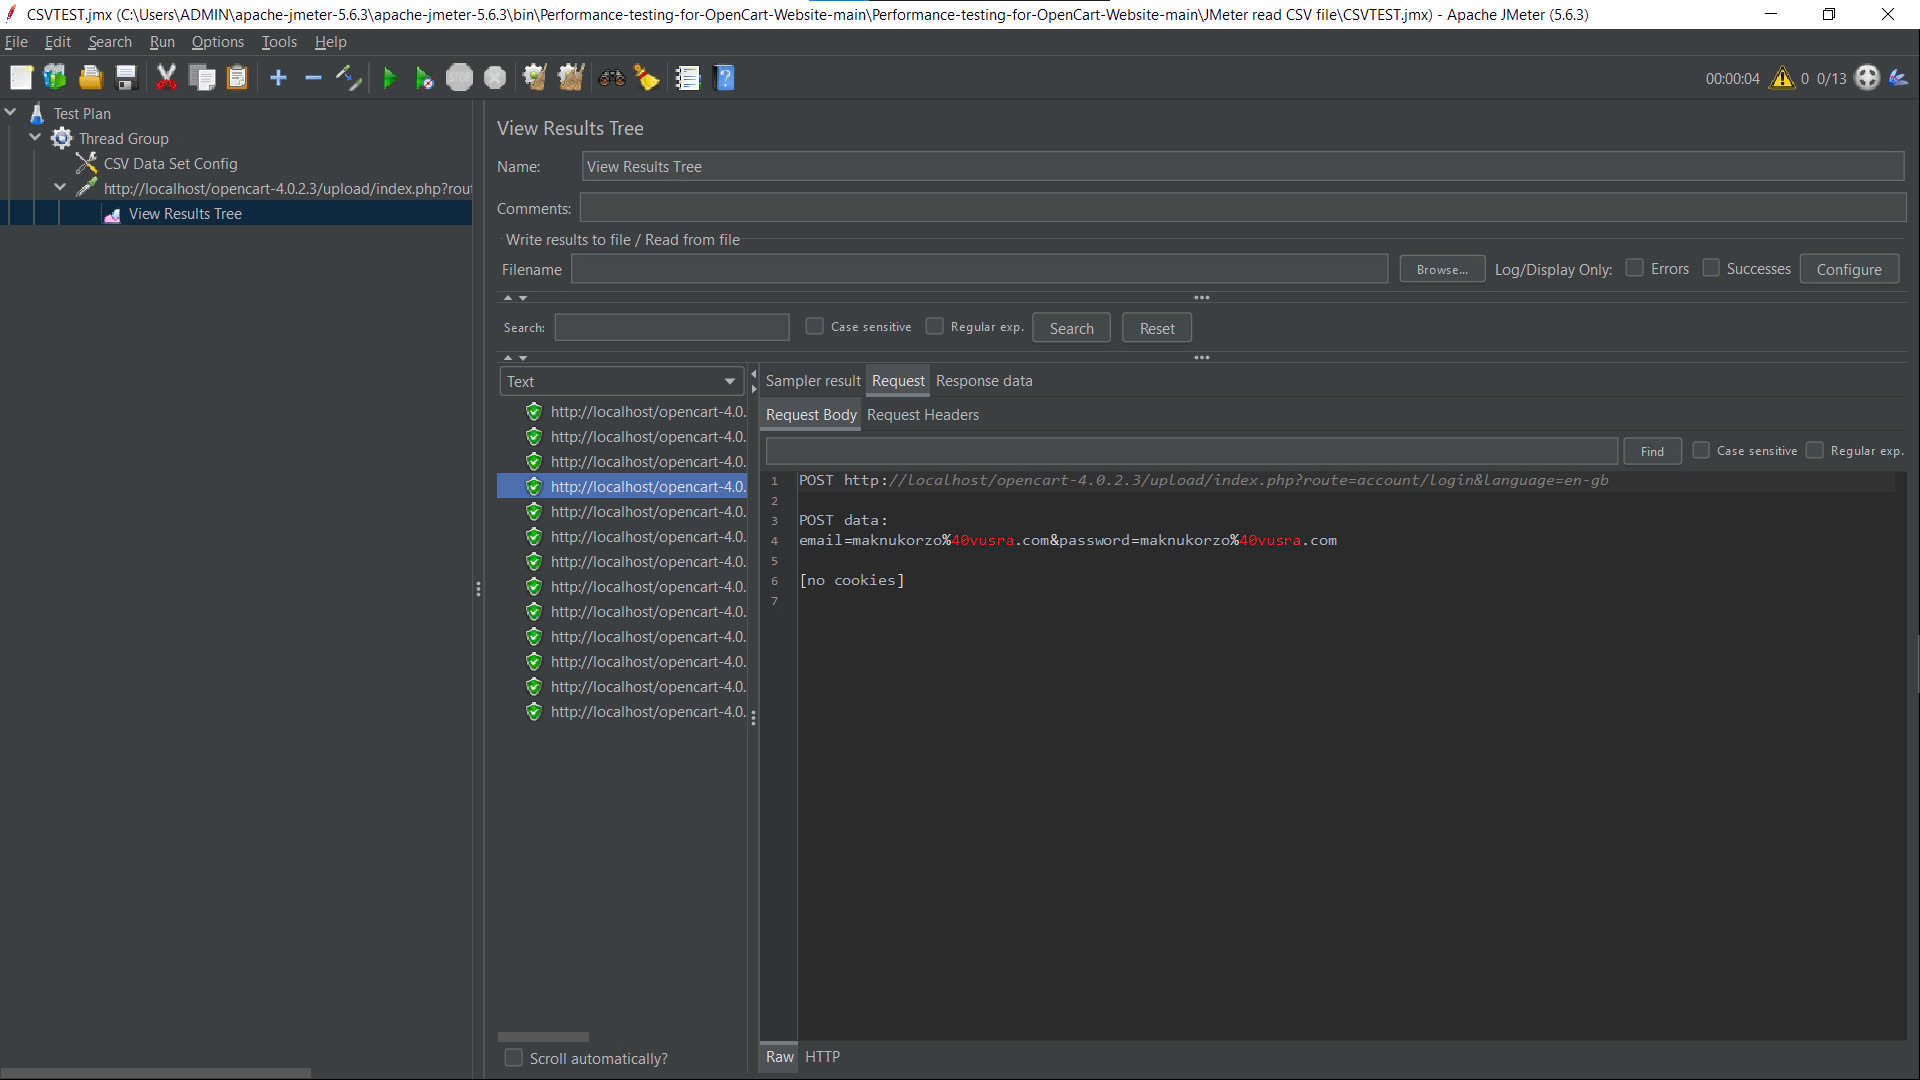 CSVTEST.jmx (C:\Users\ADMIN\apache-jmeter-5.6.3\apache-jmeter-5.6.3\bin\Performance-testing-for-OpenCart-Website-main\Performance-testing-for-OpenCart-Website-main\JMeter read CSV file\CSVTEST.jmx) - Apache JMeter (5.6.3)
File Edit Search Run Options Tools Help
STOP
00:00:04 0 0/13
Test Plan
Thread Group
CSV Data Set Config
http://localhost/opencart-4.0.2.3/upload/index.php?rou
View Results Tree
View Results Tree
Name: View Results Tree
Comments:
Write results to file / Read from file
Filename Browse... Log/Display Only: Errors Successes Configure
Search: Case sensitive Regular exp. Search Reset
Text
http://localhost/opencart-4.0.
http://localhost/opencart-4.0.
http://localhost/opencart-4.0.
http://localhost/opencart-4.0.
http://localhost/opencart-4.0.
http://localhost/opencart-4.0.
http://localhost/opencart-4.0.
http://localhost/opencart-4.0.
http://localhost/opencart-4.0.
http://localhost/opencart-4.0.
http://localhost/opencart-4.0.
http://localhost/opencart-4.0.
http://localhost/opencart-4.0.
Scroll automatically?
Sampler result Request Response data
Request Body Request Headers
Find Case sensitive Regular exp.
1 POST http://localhost/opencart-4.0.2.3/upload/index.php?route=account/login&language=en-gb
2
3 POST data:
4 email=maknukorzo%40vusra.com&password=maknukorzo%40vusra.com
5
6 [no cookies]
7
Raw HTTP